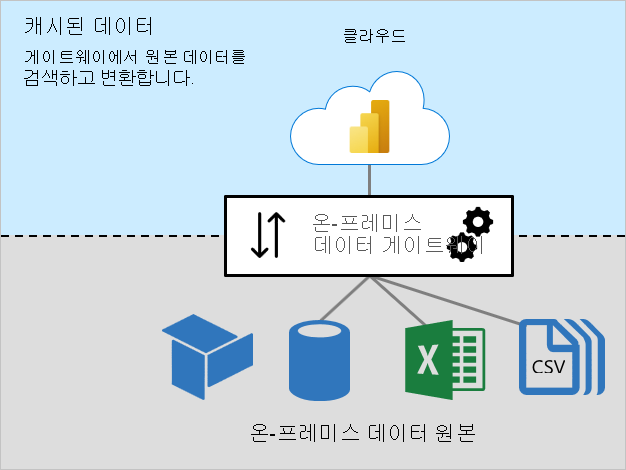 캐시된 데이터
게이트웨이에서 원본 데이터를
검색하고 변환합니다.
클라우드
온-프레미스
데이터 게이트웨이
X
CSV
온-프레미스 데이터 원본